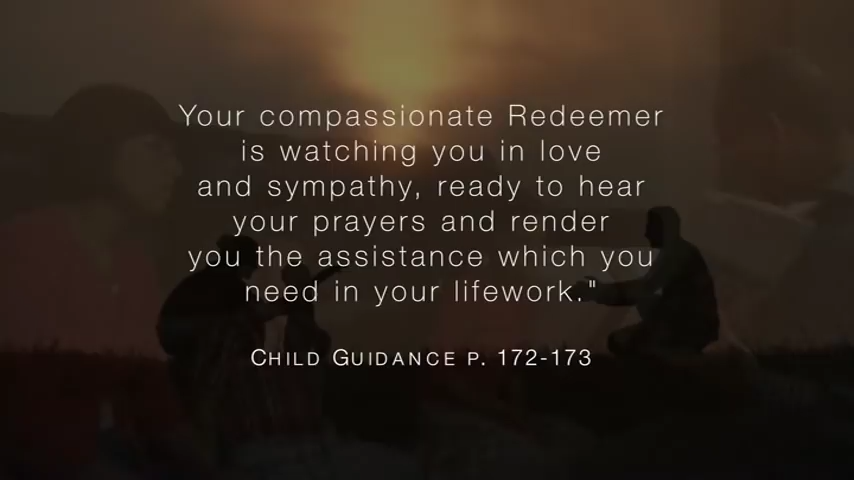 Your compassionate Redeemer
is watching you in love
and sympathy, ready to hear
your prayers and render
you the assistance which you
need in your lifework."
CHILD GUIDANCE P. 172-173